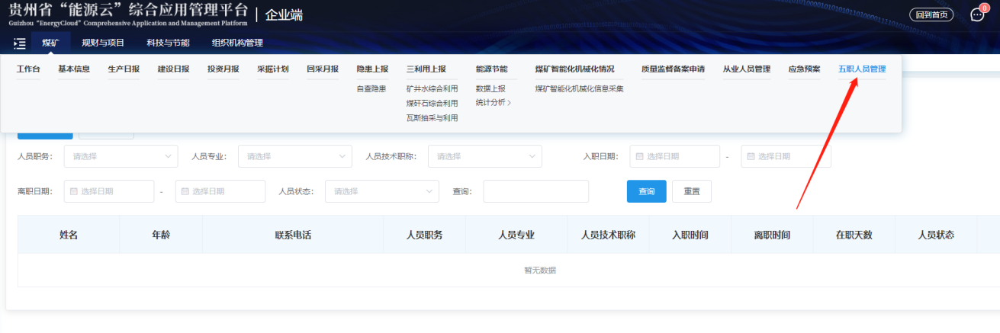 贵州省“能源云”综合应用管理平台 | 企业端
Guizhou "EnergyCloud" Comprehensive Application and Management Platform
回到首页 0
煤矿 规财与项目 科技与节能 组织机构管理
工作台 基本信息 生产日报 建设日报 投资月报 采掘计划 回采月报 隐患上报 三利用上报 能源节能 煤矿智能化机械化情况 质量监督备案申请 从业人员管理 应急预案 五职人员管理
自查隐患 矿井水综合利用 数据上报 煤矿智能化机械化信息采集
煤矸石综合利用 统计分析 >
瓦斯抽采与利用
人员职务: 请选择 人员专业: 请选择 人员技术职称: 请选择 入职日期: 选择日期 - 选择日期
离职日期: 选择日期 - 选择日期 人员状态: 请选择 查询: 查询 重置
姓名 年龄 联系电话 人员职务 人员专业 人员技术职称 入职时间 离职时间 在职天数 人员状态
暂无数据